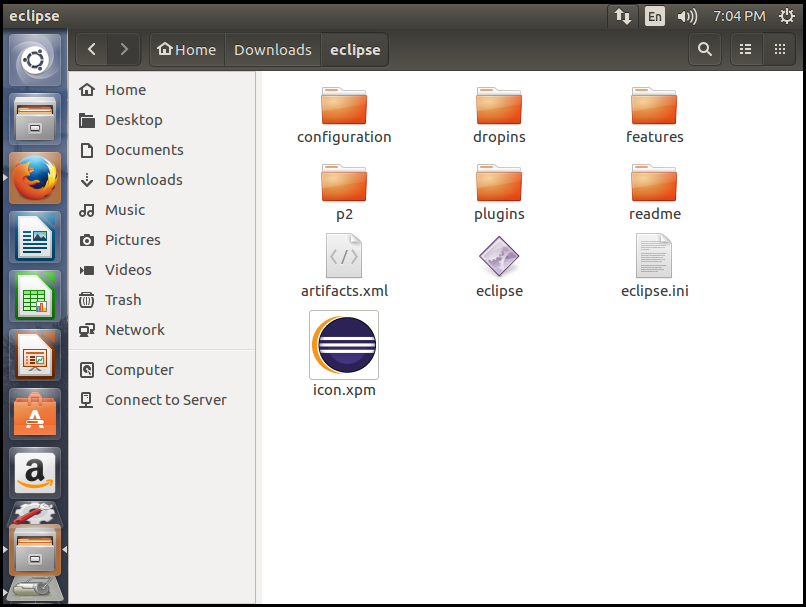 eclipse
En
7:04 PM
Home
Downloads
eclipse
Home
Desktop
Documents
Downloads
Music
Pictures
Videos
Trash
Network
Computer
Connect to Server
configuration
dropins
features
p2
plugins
readme
artifacts.xml
eclipse
eclipse.ini
icon.xpm